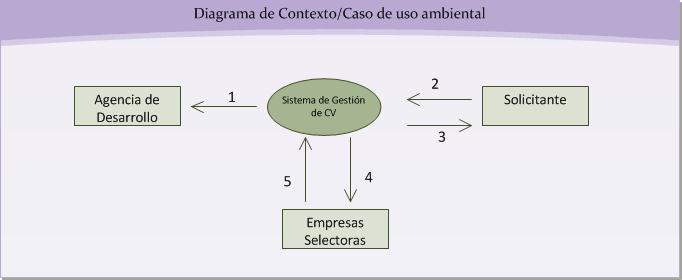 Diagrama de Contexto/Caso de uso ambiental
Agencia de
Desarrollo
1
Sistema de Gestión
de CV
2
3
Solicitante
5
4
Empresas
Selectoras